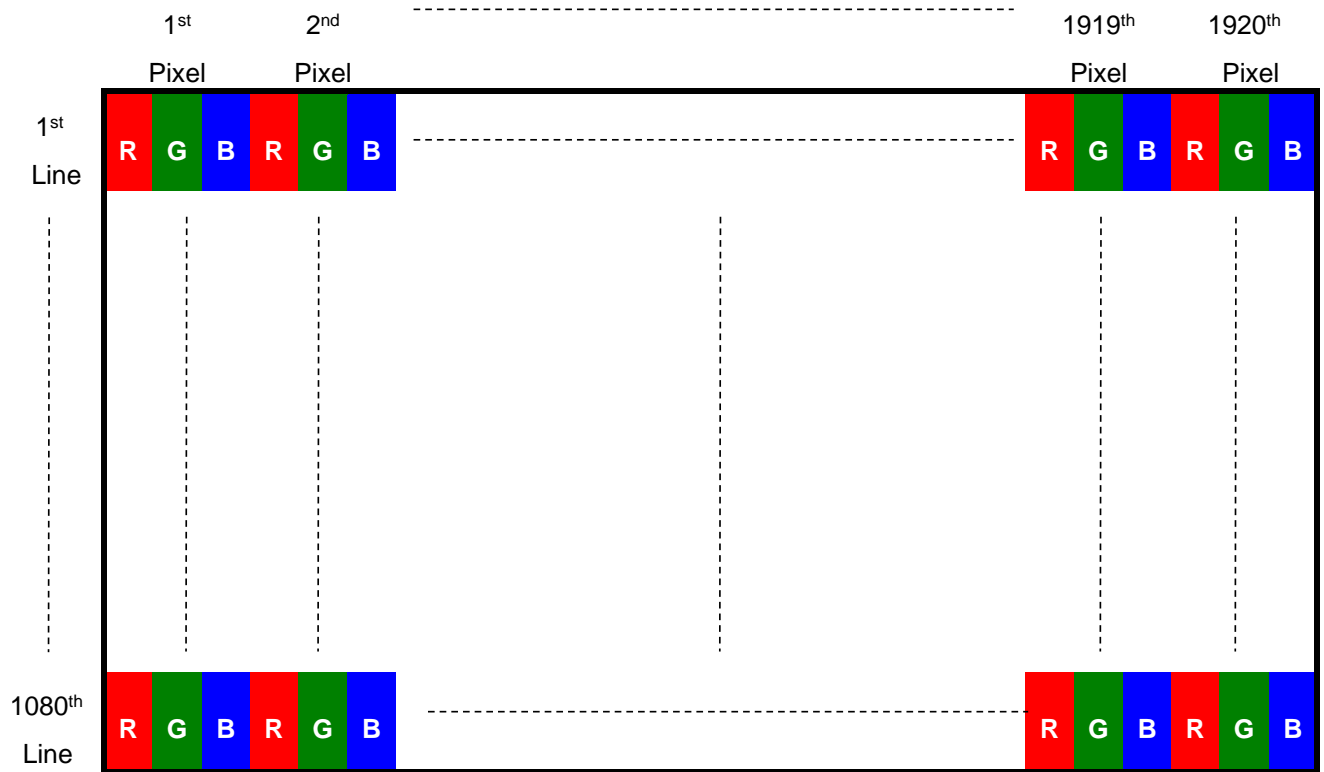 1st 2nd 1919th 1920th
Pixel Pixel Pixel Pixel
1st
Line
R G B R G B R G B R G B
1080th
Line
R G B R G B R G B R G B